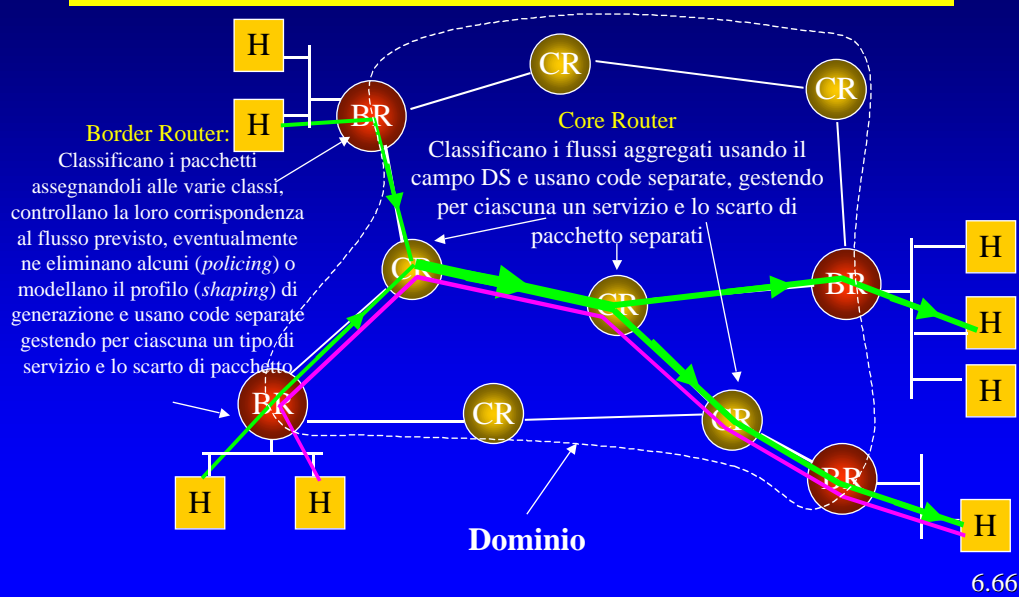 H
H
BR
CR
CR
Border Router:
Classificano i pacchetti
assegnandoli alle varie classi,
controllano la loro corrispondenza
al flusso previsto, eventualmente
ne eliminano alcuni (policing) o
modellano il profilo (shaping) di
generazione e usano code separate
gestendo per ciascuna un tipo di
servizio e lo scarto di pacchetto
Core Router
Classificano i flussi aggregati usando il
campo DS e usano code separate, gestendo
per ciascuna un servizio e lo scarto di
pacchetto separati
CR
CR
BR
H
H
H
BR
CR
CR
BR
H
H
H
Dominio
6.66